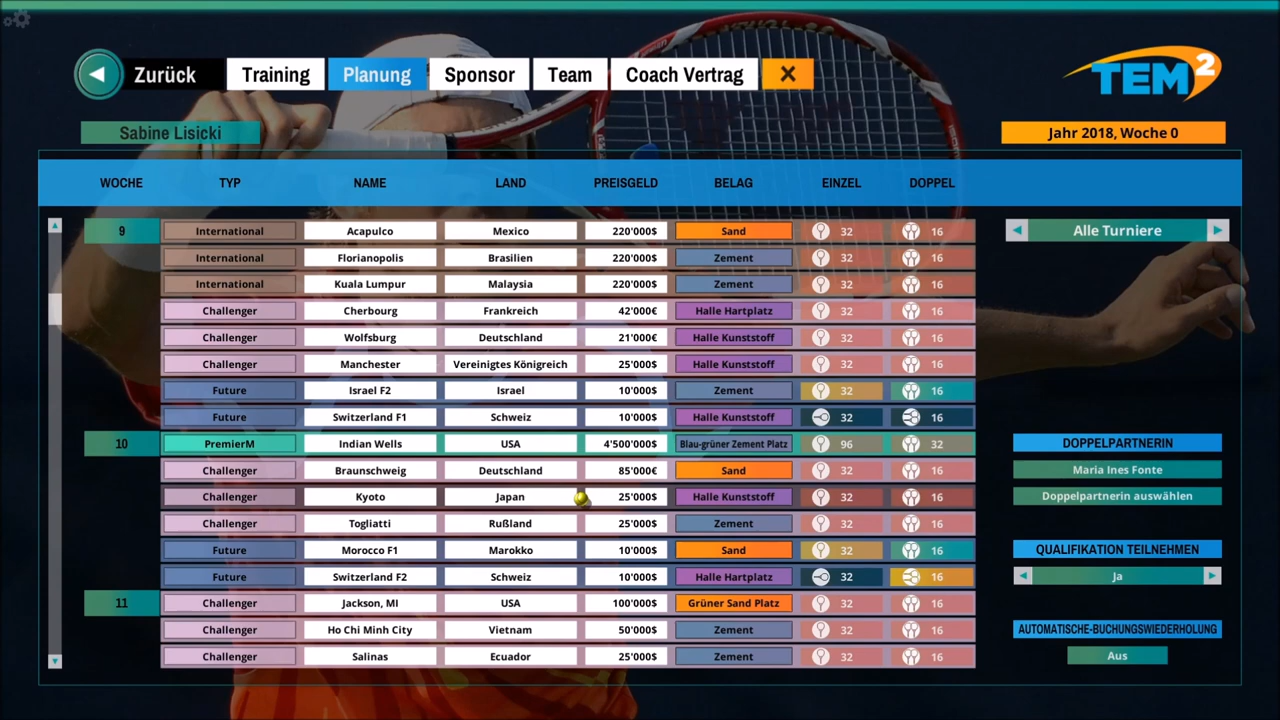 Zurück Training Planung Sponsor Team Coach Vertrag X TEM2
Sabine Lisicki Jahr 2018, Woche 0
WOCHE TYP NAME LAND PREISGELD BELAG EINZEL DOPPEL
9 International Acapulco Mexico 220'000$ Sand 32 16 Alle Turniere
International Florianopolis Brasilien 220'000$ Zement 32 16
International Kuala Lumpur Malaysia 220'000$ Zement 32 16
Challenger Cherbourg Frankreich 42'000€ Halle Hartplatz 32 16
Challenger Wolfsburg Deutschland 21'000€ Halle Kunststoff 32 16
Challenger Manchester Vereinigtes Königreich 25'000$ Halle Kunststoff 32 16
Future Israel F2 Israel 10'000$ Zement 32 16
Future Switzerland F1 Schweiz 10'000$ Halle Kunststoff 32 16
10 PremierM Indian Wells USA 4'500'000$ Blau-grüner Zement Platz 96 32 DOPPELPARTNERIN
Challenger Braunschweig Deutschland 85'000€ Sand 32 16 Maria Ines Fonte
Challenger Kyoto Japan 25'000$ Halle Kunststoff 32 16 Doppelpartnerin auswählen
Challenger Togliatti Rußland 25'000$ Zement 32 16
Future Morocco F1 Marokko 10'000$ Sand 32 16 QUALIFIKATION TEILNEHMEN
Future Switzerland F2 Schweiz 10'000$ Halle Hartplatz 32 16 Ja
11 Challenger Jackson, MI USA 100'000$ Grüner Sand Platz 32 16
Challenger Ho Chi Minh City Vietnam 50'000$ Zement 32 16 AUTOMATISCHE-BUCHUNGSWIEDERHOLUNG
Challenger Salinas Ecuador 25'000$ Zement 32 16 Aus